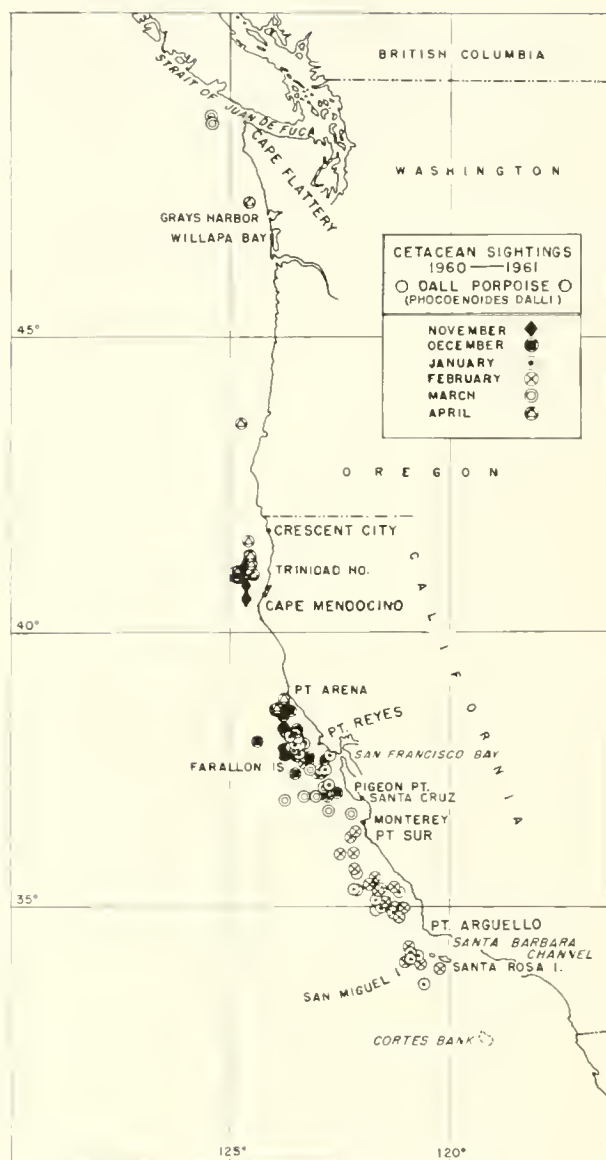 BRITISH COLUMBIA
STRAIT OF JUAN DE FUCA
CAPE FLATTERY
WASHINGTON
GRAYS HARBOR
WILLAPA BAY
CETACEAN SIGHTINGS
1960 — 1961
DALL PORPOISE
(PHOCOENOIDES DALLI)
NOVEMBER
DECEMBER
JANUARY
FEBRUARY
MARCH
APRIL
45°
OREGON
CRESCENT CITY
TRINIDAD HD.
CAPE MENDOCINO
CALIFORNIA
40°
PT. ARENA
PT. REYES
SAN FRANCISCO BAY
FARALLON IS
PIGEON PT.
SANTA CRUZ
MONTEREY
PT SUR
35°
PT. ARGUELLO
SANTA BARBARA
CHANNEL
SANTA ROSA I.
SAN MIGUEL I
CORTES BANK
125°
120°